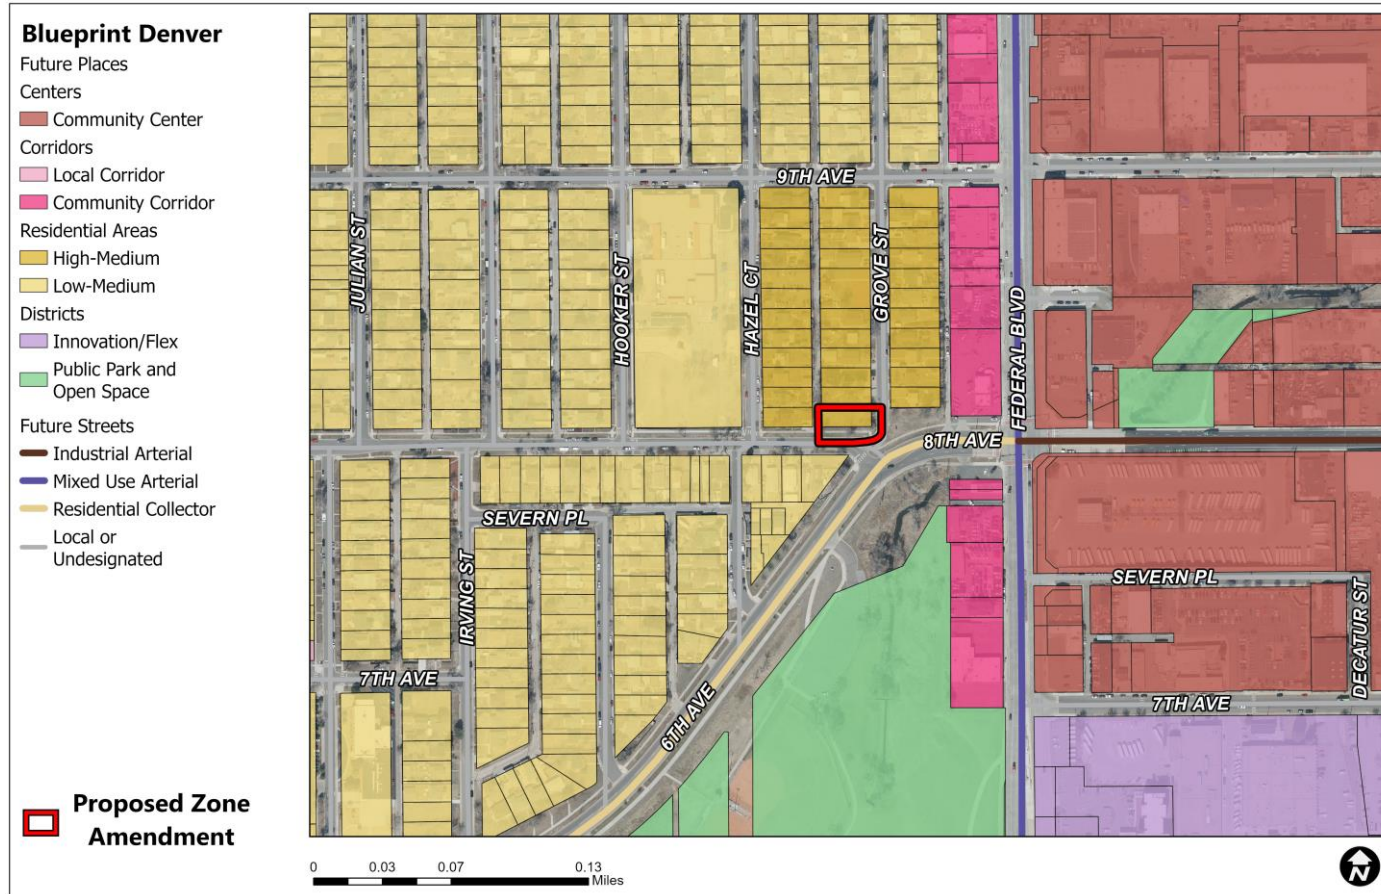 Blueprint Denver
Future Places
Centers
Community Center
Corridors
Local Corridor
Community Corridor
Residential Areas
High-Medium
Low-Medium
Districts
Innovation/Flex
Public Park and
Open Space
Future Streets
Industrial Arterial
Mixed Use Arterial
Residential Collector
Local or
Undesignated
Proposed Zone
Amendment
9TH AVE
JULIAN ST
HOOKER ST
HAZEL CT
GROVE ST
FEDERAL BLVD
8TH AVE
SEVERN PL
IRVING ST
7TH AVE
6TH AVE
SEVERN PL
DECATUR ST
7TH AVE
0 0.03 0.07 0.13
Miles
N